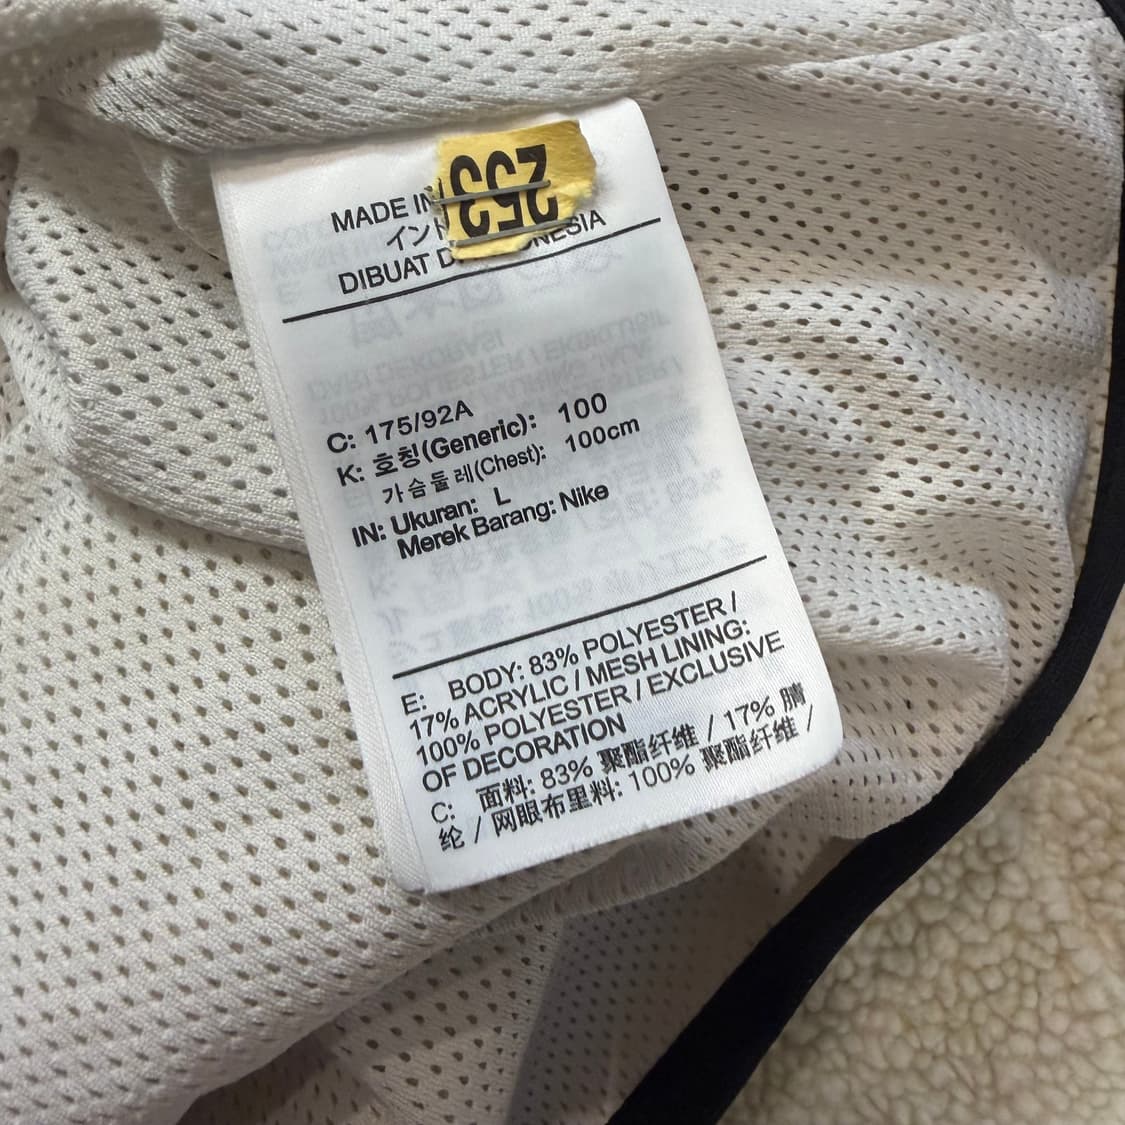 253
MADE IN
イン
DIBUAT D NESIA
C: 175/92A
K: 호칭(Generic): 100
가슴둘레(Chest): 100cm
IN: Ukuran: L
Merek Barang: Nike
E: BODY: 83% POLYESTER /
17% ACRYLIC / MESH LINING:
100% POLYESTER / EXCLUSIVE
OF DECORATION
C: 面料: 83% 聚酯纤维 / 17% 腈
纶 / 网眼布里料: 100% 聚酯纤维 /